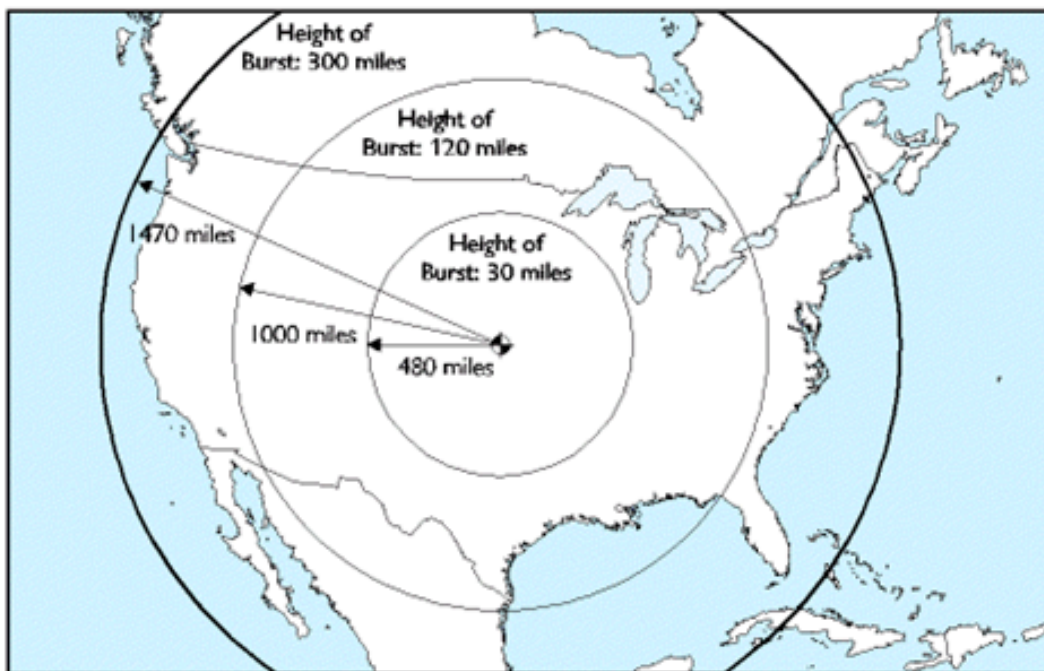 Height of
Burst: 300 miles
Height of
Burst: 120 miles
1470 miles
Height of
Burst: 30 miles
1000 miles
480 miles